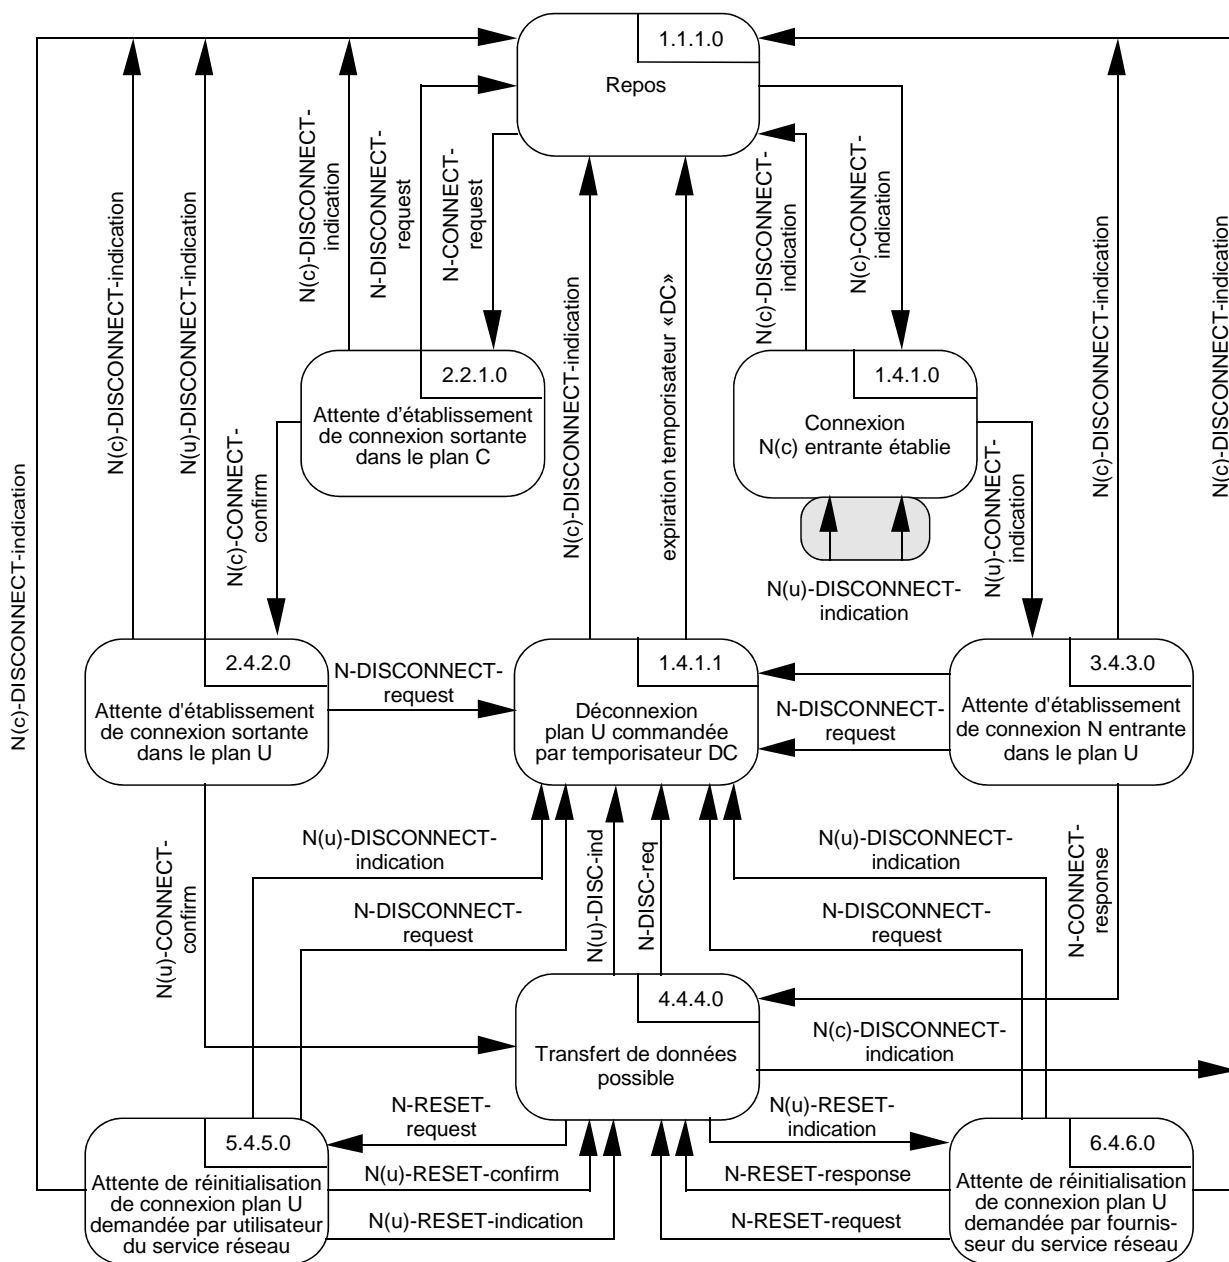 1.1.1.0
Repos
N(c)-DISCONNECT-indication
N(c)-DISCONNECT-indication
N(u)-DISCONNECT-indication
N(c)-DISCONNECT-
indication
N-DISCONNECT-
request
N-CONNECT-
request
N(c)-DISCONNECT-indication
expiration temporisateur «DC»
N(c)-DISCONNECT-
indication
N(c)-CONNECT-
indication
N(c)-DISCONNECT-indication
N(c)-DISCONNECT-indication
2.2.1.0
Attente d'établissement
de connexion sortante
dans le plan C
1.4.1.0
Connexion
N(c) entrante établie
N(c)-CONNECT-
confirm
N(u)-CONNECT-
indication
N(u)-DISCONNECT-
indication
2.4.2.0
Attente d'établissement
de connexion sortante
dans le plan U
N-DISCONNECT-
request
1.4.1.1
Déconnexion
plan U commandée
par temporisateur DC
N-DISCONNECT-
request
3.4.3.0
Attente d'établissement
de connexion N entrante
dans le plan U
N(u)-CONNECT-
confirm
N(u)-DISCONNECT-
indication
N-DISCONNECT-
request
N(u)-DISC-ind
N-DISC-req
N(u)-DISCONNECT-
indication
N-DISCONNECT-
request
N-CONNECT-
response
4.4.4.0
Transfert de données
possible
N(c)-DISCONNECT-
indication
N-RESET-
request
N(u)-RESET-
indication
5.4.5.0
Attente de réinitialisation
de connexion plan U
demandée par utilisateur
du service réseau
N(u)-RESET-confirm
N(u)-RESET-indication
N-RESET-response
N-RESET-request
6.4.6.0
Attente de réinitialisation
de connexion plan U
demandée par fournis-
seur du service réseau